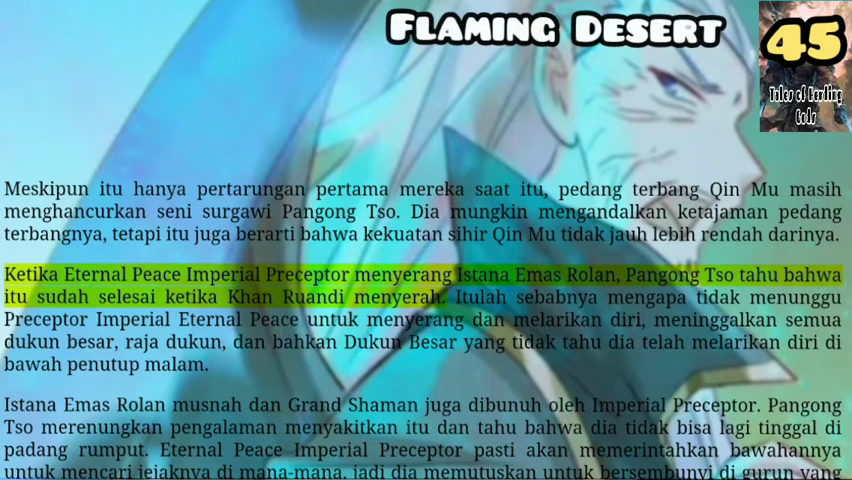 FLAMING DESERT
45
Tales of Herding
Gods
Meskipun itu hanya pertarungan pertama mereka saat itu, pedang terbang Qin Mu masih
menghancurkan seni surgawi Pangong Tso. Dia mungkin mengandalkan ketajaman pedang
terbangnya, tetapi itu juga berarti bahwa kekuatan sihir Qin Mu tidak jauh lebih rendah darinya.
Ketika Eternal Peace Imperial Preceptor menyerang Istana Emas Rolan, Pangong Tso tahu bahwa
itu sudah selesai ketika Khan Ruandi menyerah. Itulah sebabnya mengapa tidak menunggu
Preceptor Imperial Eternal Peace untuk menyerang dan melarikan diri, meninggalkan semua
dukun besar, raja dukun, dan bahkan Dukun Besar yang tidak tahu dia telah melarikan diri di
bawah penutup malam.
Istana Emas Rolan musnah dan Grand Shaman juga dibunuh oleh Imperial Preceptor. Pangong
Tso merenungkan pengalaman menyakitkan itu dan tahu bahwa dia tidak bisa lagi tinggal di
padang rumput. Eternal Peace Imperial Preceptor pasti akan memerintahkan bawahannya
untuk mencari jejaknya di mana-mana, jadi dia memutuskan untuk bersembunyi di gurun yang